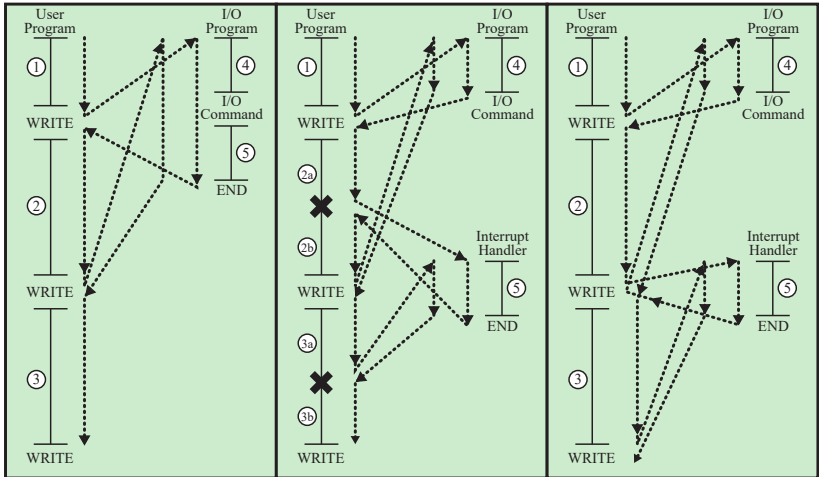 User
Program
I/O
Program
1
4
I/O
Command
WRITE
5
END
2
WRITE
3
WRITE
User
Program
I/O
Program
1
4
I/O
Command
WRITE
2a
2b
Interrupt
Handler
WRITE
5
END
3a
3b
WRITE
User
Program
I/O
Program
1
4
I/O
Command
WRITE
2
Interrupt
Handler
WRITE
5
END
3
WRITE